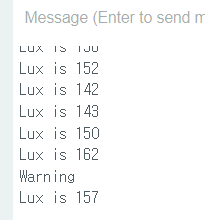 Message (Enter to send m
Lux is
Lux is 152
Lux is 142
Lux is 143
Lux is 150
Lux is 162
Warning
Lux is 157